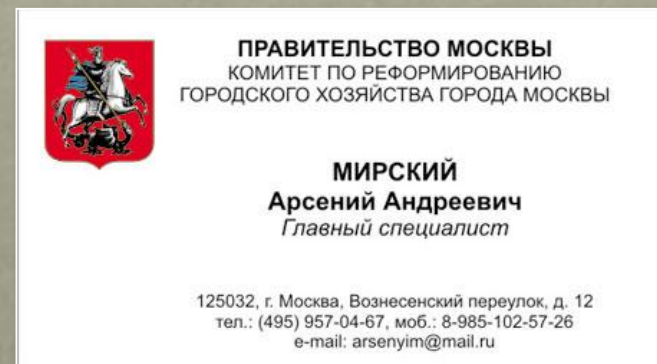 ПРАВИТЕЛЬСТВО МОСКВЫ
КОМИТЕТ ПО РЕФОРМИРОВАНИЮ
ГОРОДСКОГО ХОЗЯЙСТВА ГОРОДА МОСКВЫ
МИРСКИЙ
Арсений Андреевич
Главный специалист
125032, г. Москва, Вознесенский переулок, д. 12
тел.: (495) 957-04-67, моб.: 8-985-102-57-26
e-mail: arsenyim@mail.ru